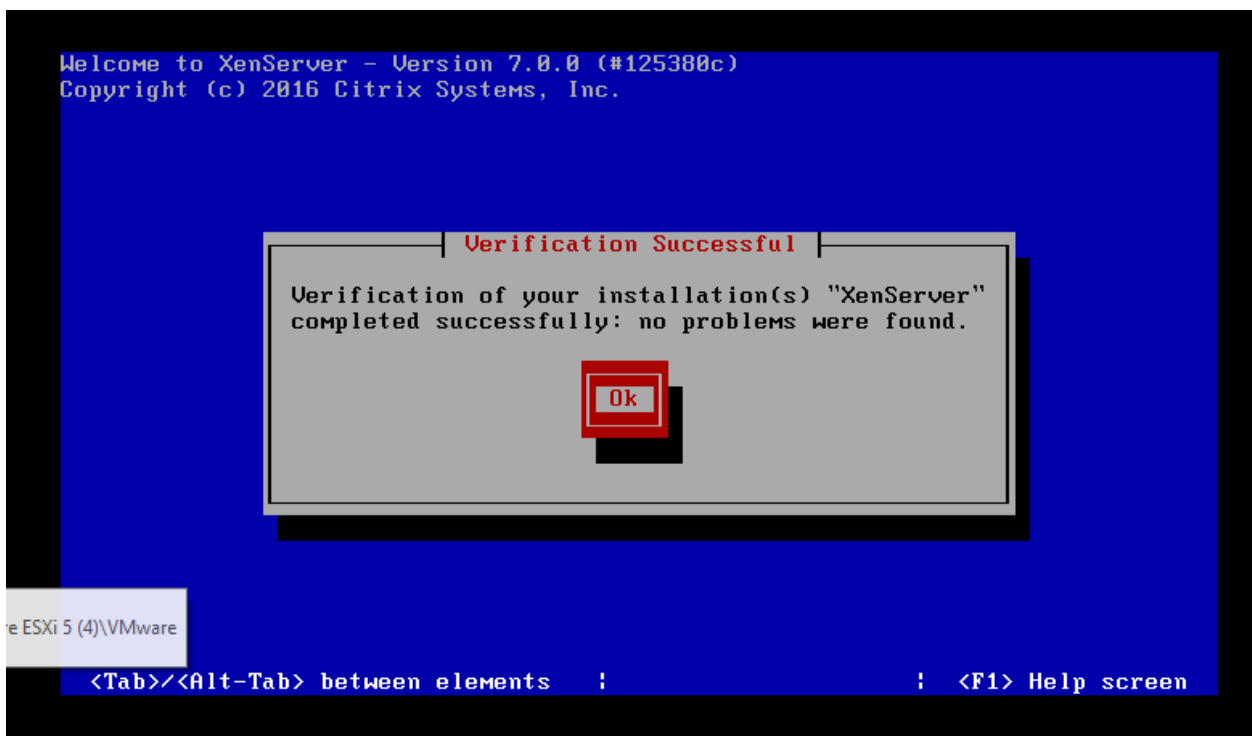 Welcome to XenServer - Version 7.0.0 (#125380c)
Copyright (c) 2016 Citrix Systems, Inc.
Verification Successful
Verification of your installation(s) "XenServer"
completed successfully: no problems were found.
Ok
re ESXi 5 (4)\VMware
<Tab>/<Alt-Tab> between elements ¦ ¦ <F1> Help screen